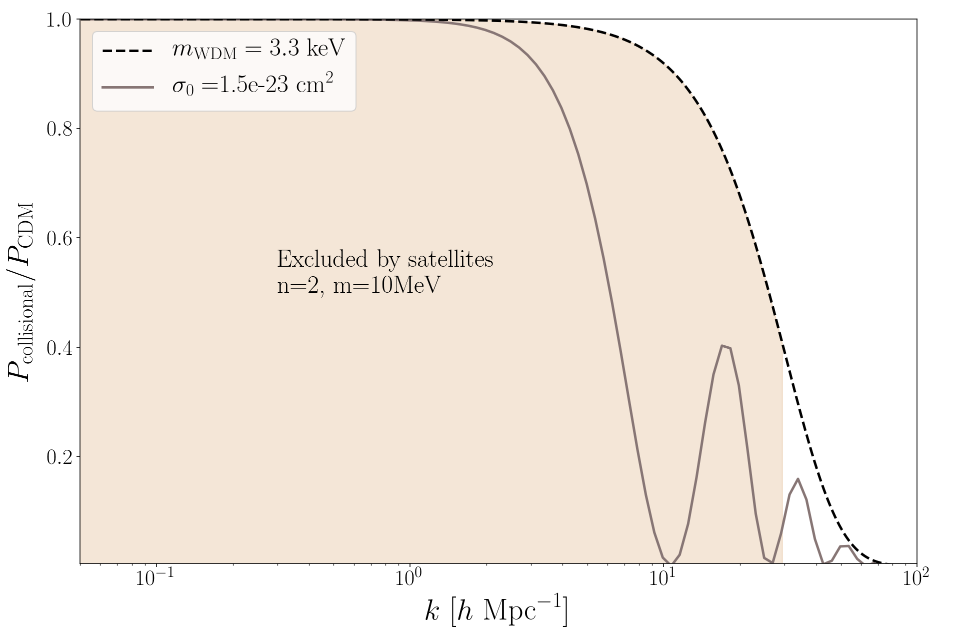 1.0
0.8
0.6
0.4
0.2
P_collisional/P_CDM
m_WDM = 3.3 keV
σ_0 =1.5e-23 cm^2
Excluded by satellites
n=2, m=10MeV
10^−1
10^0
10^1
10^2
k [h Mpc^−1]